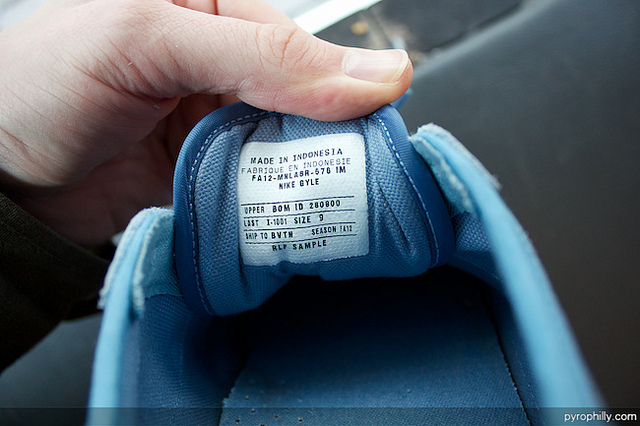 MADE IN INDONESIA
FABRIQUE EN INDONESIE
FA12-MNLABR-576 IM
NIKE GYLE
UPPER BOM ID 280800
LAST I-1001 SIZE 9
SHIP TO BVTN SEASON FA12
RLF SAMPLE
pyrophilly.com